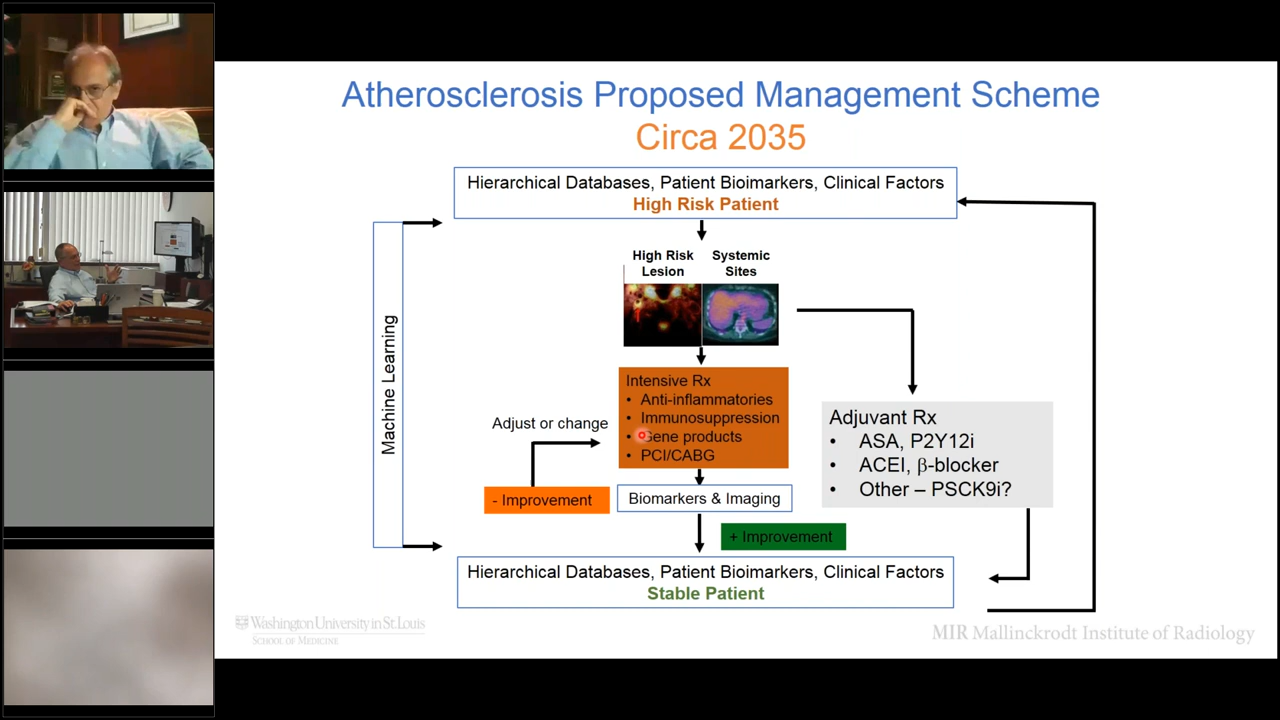 Atherosclerosis Proposed Management Scheme
Circa 2035
Hierarchical Databases, Patient Bioimarkers, Clinical Factors
High Risk Patient
High Risk
Lesion
Systemic
Sites
Machine Learning
Intensive Rx
• Anti-inflammatories
• Immunosuppression
• Gene products
• PCI/CABG
Adjust or change
- Improvement
Biomarkers & Imaging
+ Improvement
Adjuvant Rx
• ASA, P2Y12i
• ACEI, β-blocker
• Other – PSCK9i?
Hierarchical Databases, Patient Bioimarkers, Clinical Factors
Stable Patient
Washington University in St. Louis
SCHOOL OF MEDICINE
MIR Mallinckrodt Institute of Radiology